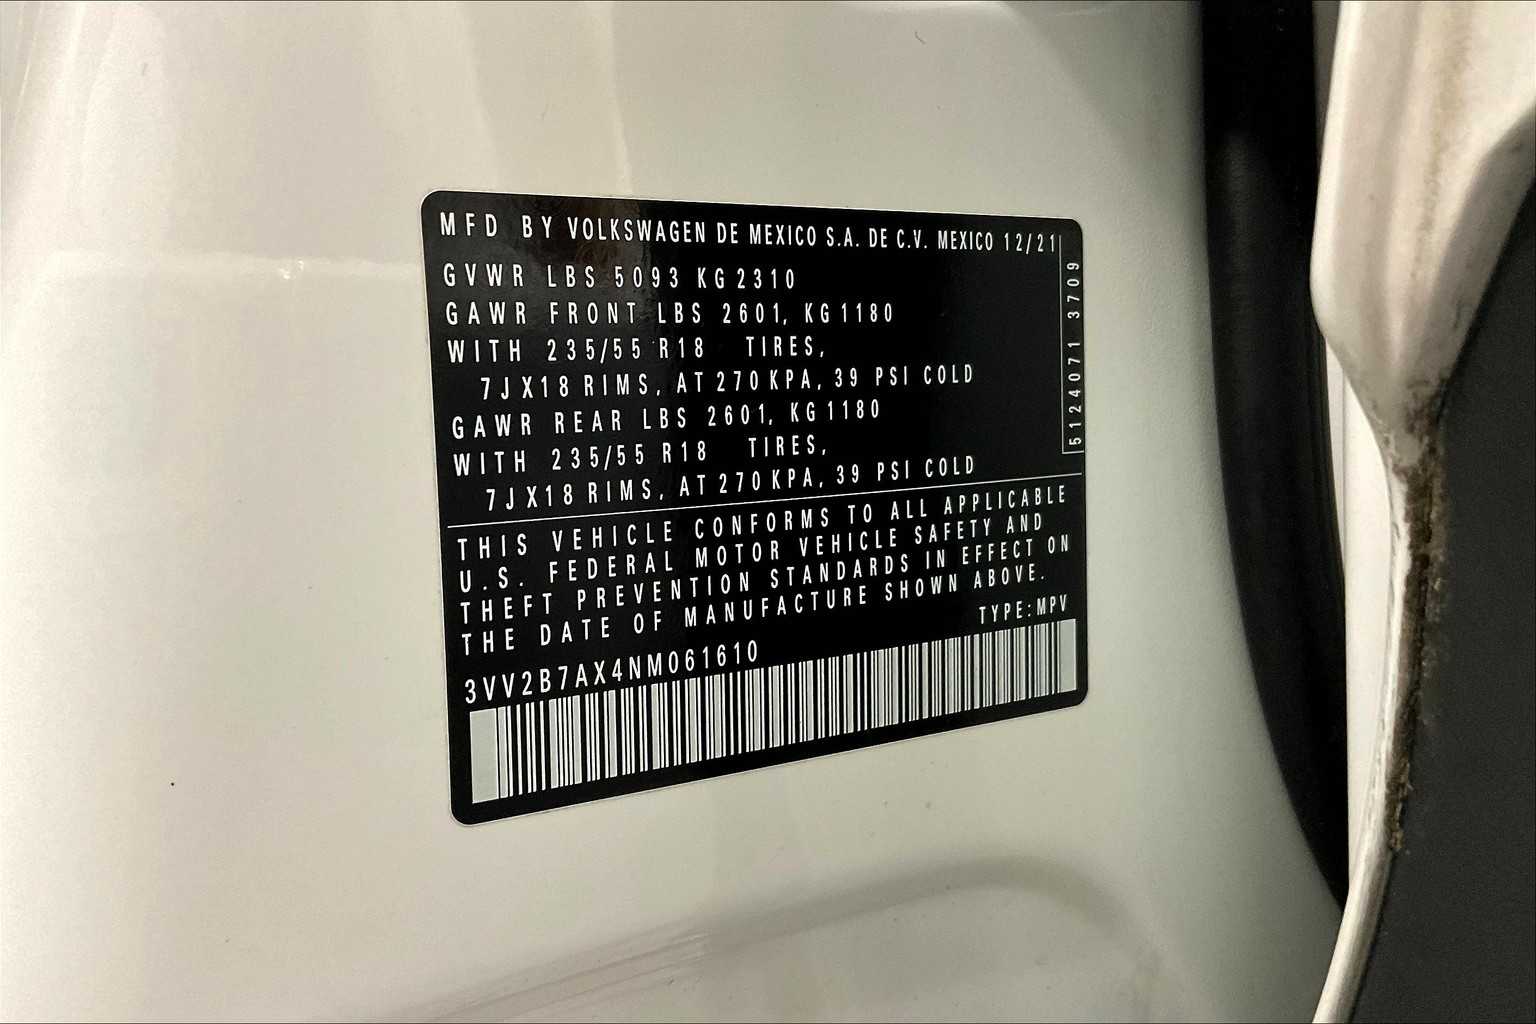 MFD BY VOLKSWAGEN DE MEXICO S.A. DE C.V. MEXICO 12/21
GVWR LBS 5093 KG 2310
GAWR FRONT LBS 2601, KG 1180
WITH 235/55 R18 TIRES,
7J X18 RIMS, AT 270 KPA, 39 PSI COLD
GAWR REAR LBS 2601, KG 1180
WITH 235/55 R18 TIRES,
7J X18 RIMS, AT 270 KPA, 39 PSI COLD
5124071 3709
THIS VEHICLE CONFORMS TO ALL APPLICABLE
U.S. FEDERAL MOTOR VEHICLE SAFETY AND
THEFT PREVENTION STANDARDS IN EFFECT ON
THE DATE OF MANUFACTURE SHOWN ABOVE.
TYPE:MPV
3VV2B7AX4NM061610